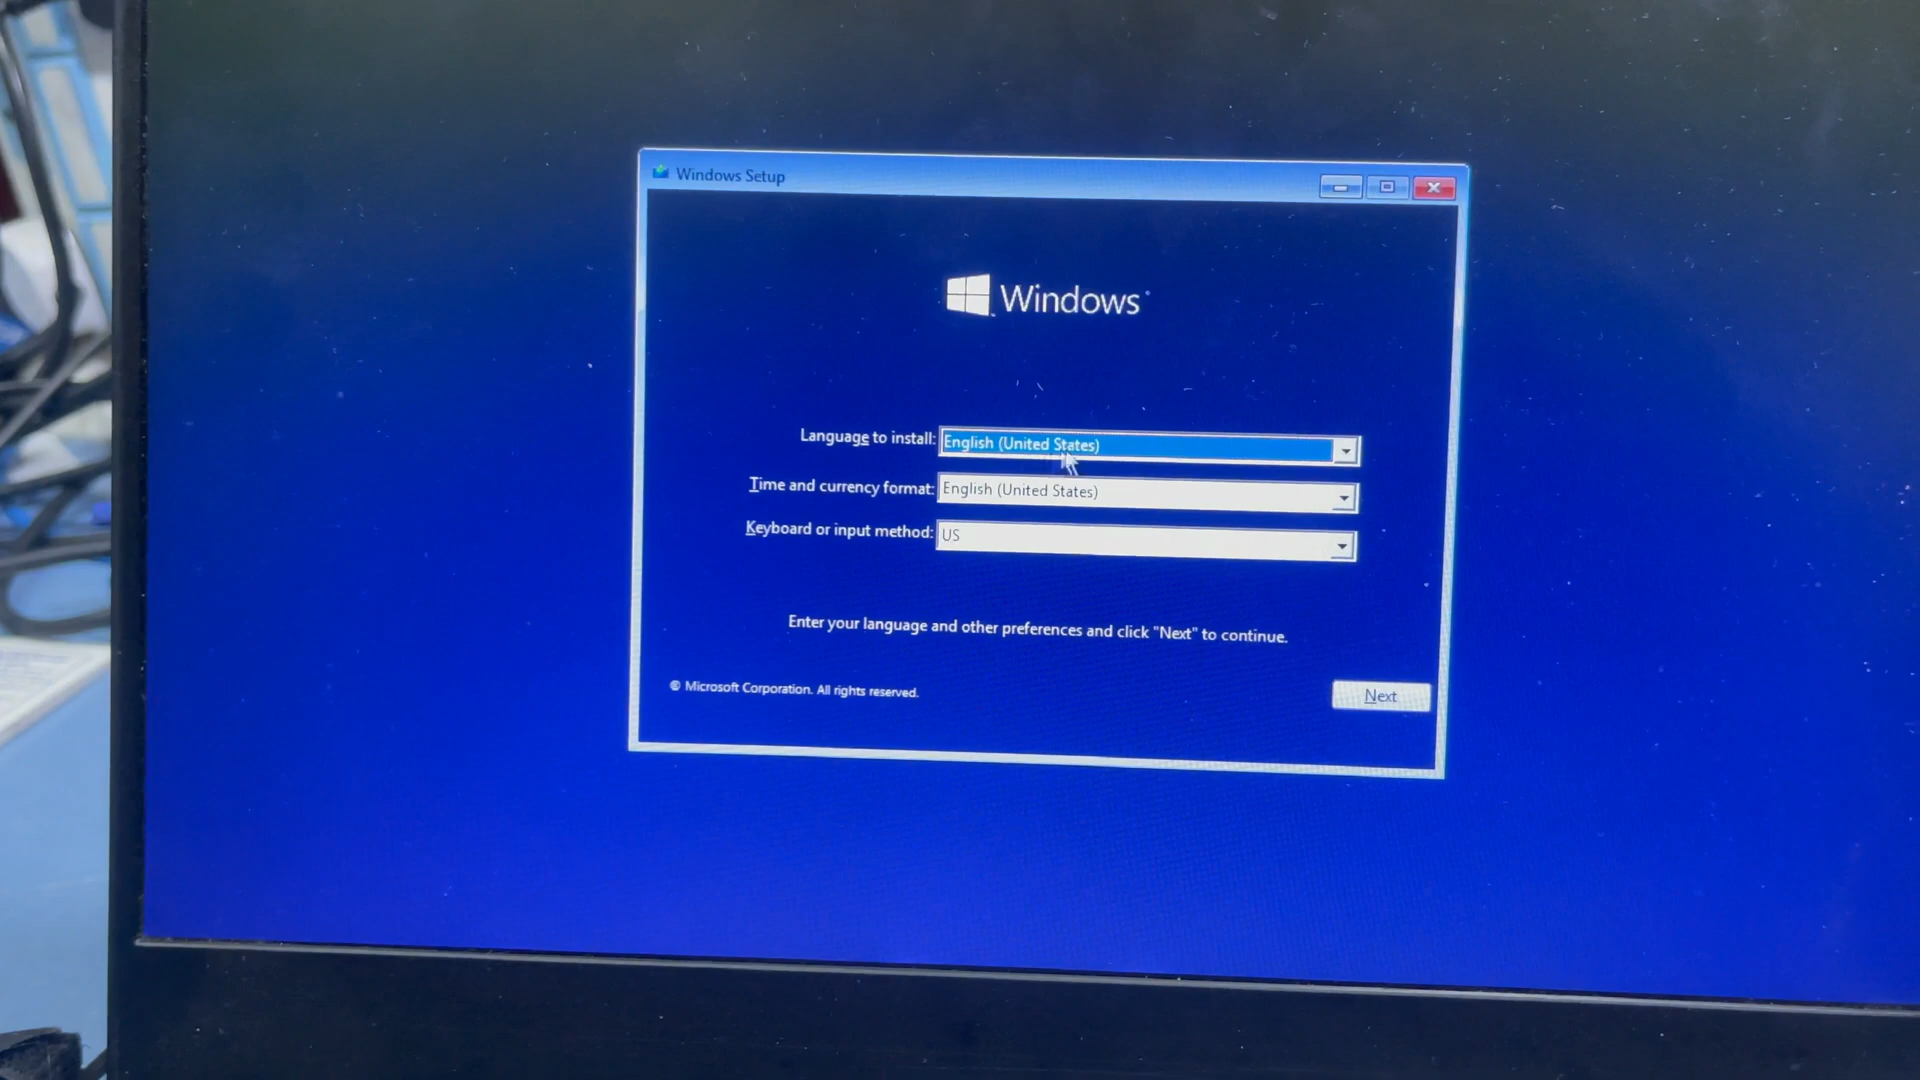 Windows Setup
Windows
Language to install: English (United States)
Time and currency format: English (United States)
Keyboard or input method: US
Enter your language and other preferences and click "Next" to continue.
© Microsoft Corporation. All rights reserved.
Next